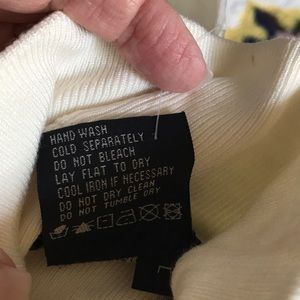 HAND WASH
COLD SEPARATELY
DO NOT BLEACH
LAY FLAT TO DRY
COOL IRON IF NECESSARY
DO NOT DRY CLEAN
DO NOT TUMBLE DRY